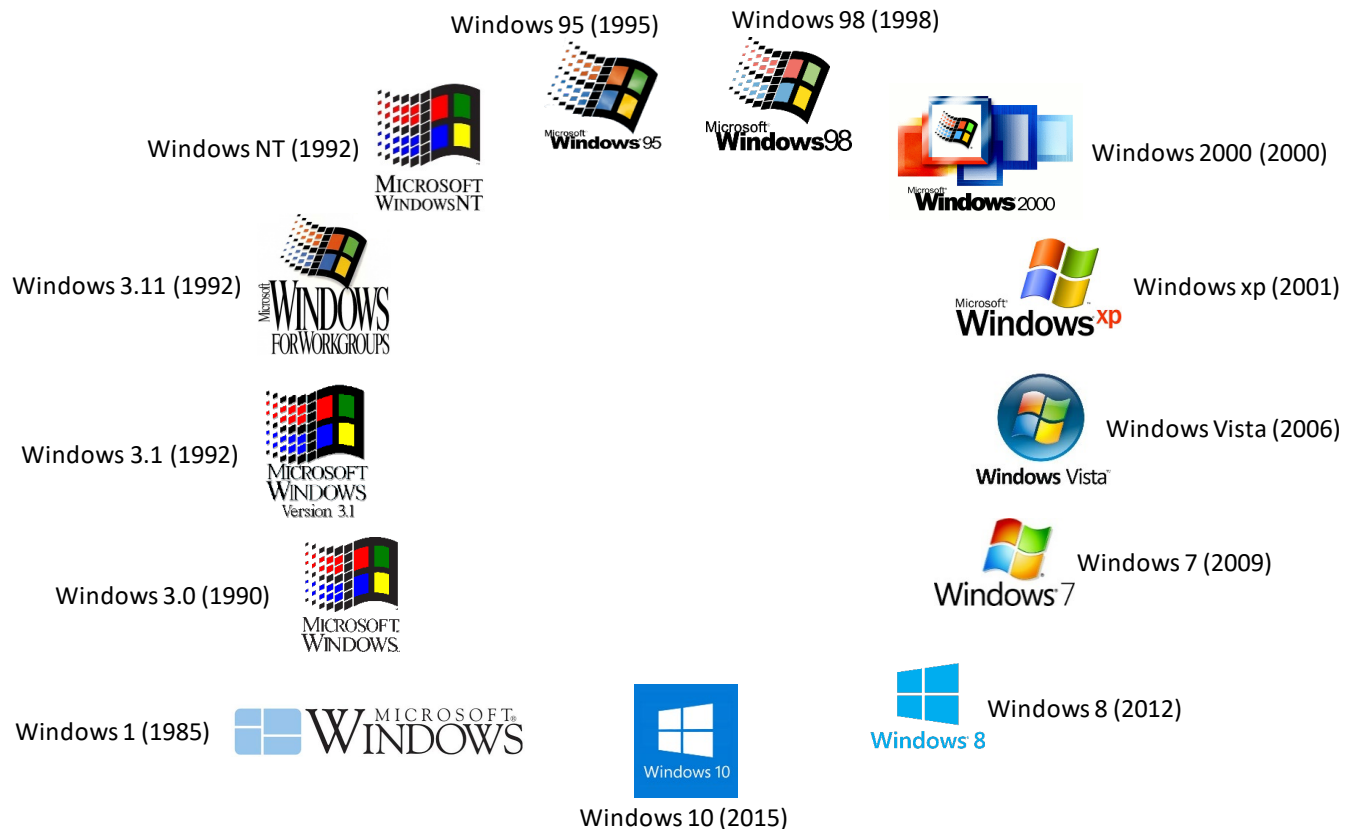 Windows 95 (1995)
Windows 98 (1998)
Microsoft
Windows 95
Microsoft
Windows98
Windows NT (1992)
MICROSOFT
WINDOWSNT
Windows 2000 (2000)
Microsoft
Windows 2000
Windows 3.11 (1992)
Microsoft
WINDOWS
FOR WORKGROUPS
Windows xp (2001)
Microsoft
Windows xp
Windows 3.1 (1992)
MICROSOFT
WINDOWS
Version 3.1
Windows Vista (2006)
Windows Vista™
Windows 3.0 (1990)
MICROSOFT
WINDOWS
Windows 7 (2009)
Windows 7
Windows 1 (1985)
MICROSOFT®
WINDOWS
Windows 8 (2012)
Windows 8
Windows 10
Windows 10 (2015)